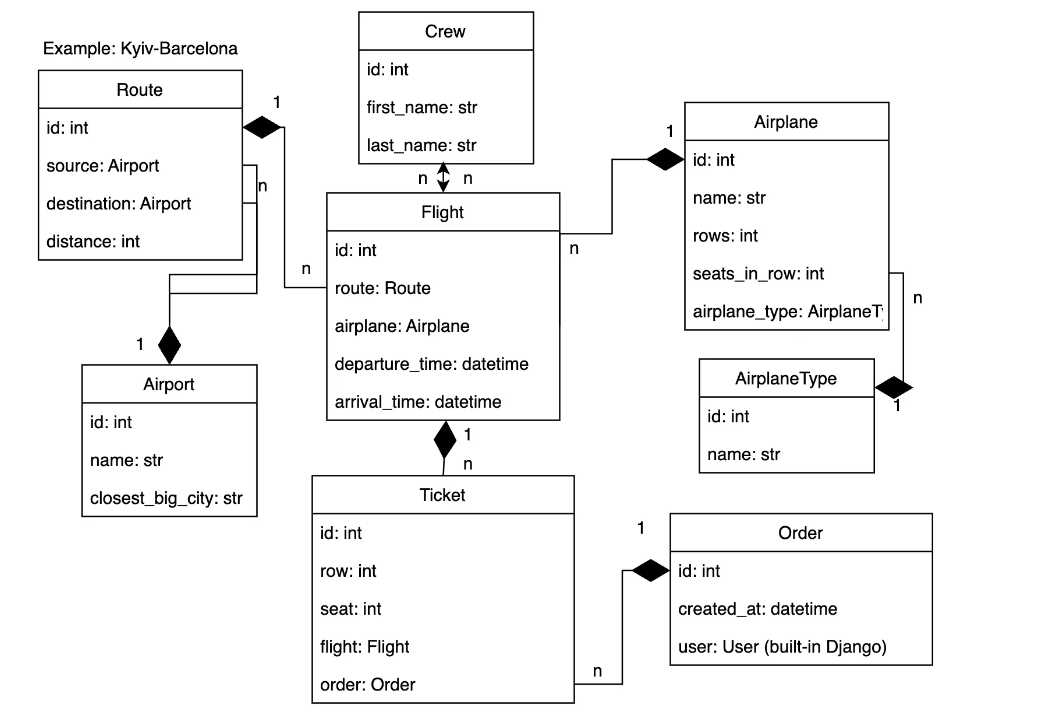 Example: Kyiv-Barcelona
Route
id: int
source: Airport
destination: Airport
distance: int
1
n
n
Crew
id: int
first_name: str
last_name: str
n
n
Airplane
id: int
name: str
rows: int
seats_in_row: int
airplane_type: AirplaneTy
1
n
n
Flight
id: int
route: Route
airplane: Airplane
departure_time: datetime
arrival_time: datetime
AirplaneType
id: int
name: str
1
1
Airport
id: int
name: str
closest_big_city: str
1
n
Ticket
id: int
row: int
seat: int
flight: Flight
order: Order
1
n
Order
id: int
created_at: datetime
user: User (built-in Django)